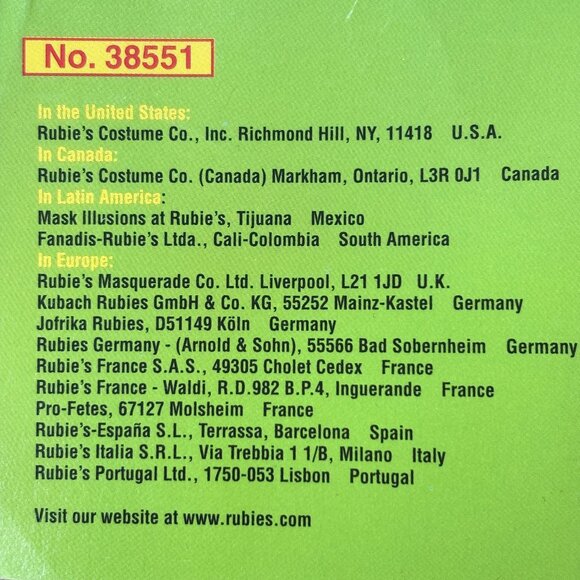 No. 38551
In the United States:
Rubie's Costume Co., Inc. Richmond Hill, NY, 11418 U.S.A.
In Canada:
Rubie's Costume Co. (Canada) Markham, Ontario, L3R 0J1 Canada
In Latin America:
Mask Illusions at Rubie's, Tijuana Mexico
Fanadis-Rubie's Ltda., Cali-Colombia South America
In Europe:
Rubie's Masquerade Co. Ltd. Liverpool, L21 1JD U.K.
Kubach Rubies GmbH & Co. KG, 55252 Mainz-Kastel Germany
Jofrika Rubies, D51149 Köln Germany
Rubies Germany - (Arnold & Sohn), 55566 Bad Sobernheim Germany
Rubie's France S.A.S., 49305 Cholet Cedex France
Rubie's France - Waldi, R.D.982 B.P.4, Inguerande France
Pro-Fetes, 67127 Molsheim France
Rubie's-España S.L., Terrassa, Barcelona Spain
Rubie's Italia S.R.L., Via Trebbia 1 1/B, Milano Italy
Rubie's Portugal Ltd., 1750-053 Lisbon Portugal
Visit our website at www.rubies.com